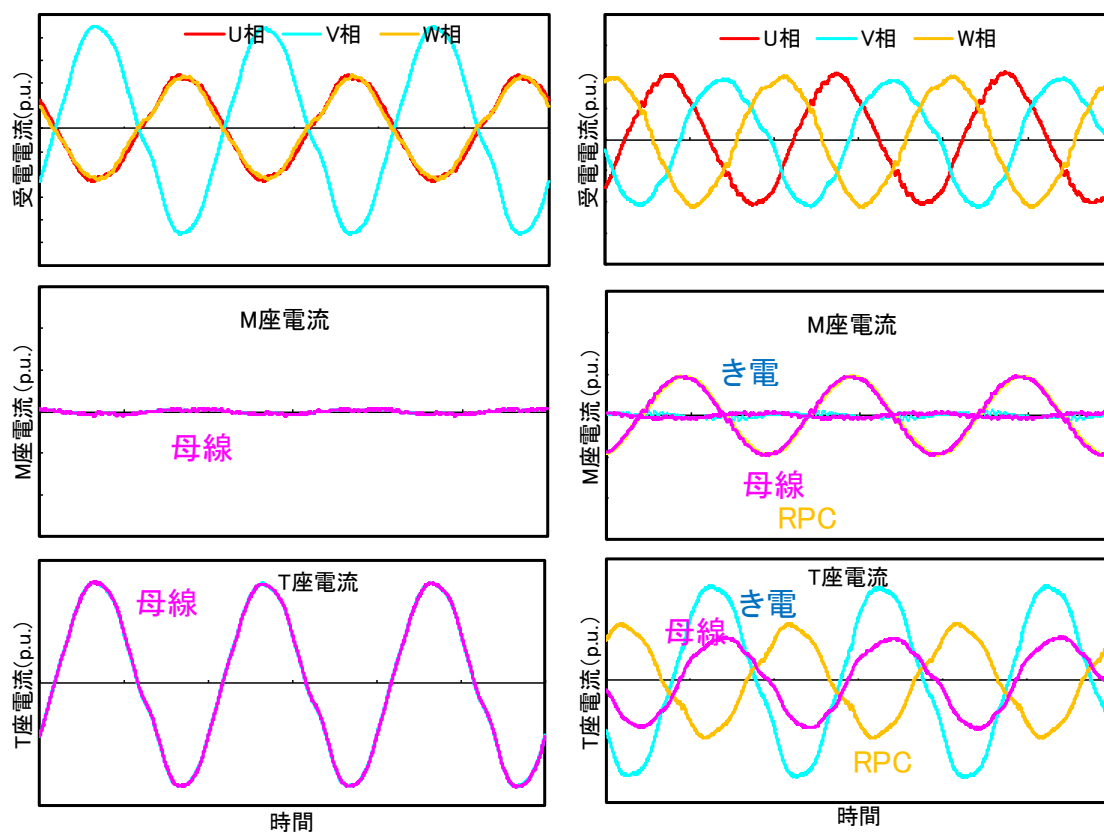 U相 V相 W相
受電電流(p.u.)
U相 V相 W相
受電電流(p.u.)
M座電流
M座電流(p.u.)
母線
M座電流
M座電流(p.u.)
き電
母線
RPC
T座電流
T座電流(p.u.)
母線
時間
T座電流
T座電流(p.u.)
き電
母線
RPC
時間